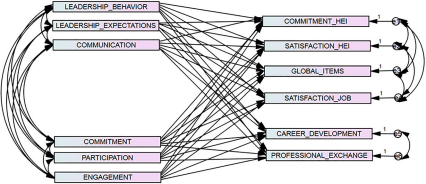 LEADERSHIP_BEHAVIOR
LEADERSHIP_EXPECTATIONS
COMMUNICATION
COMMITMENT
PARTICIPATION
ENGAGEMENT
COMMITMENT_HEI
1
SATISFACTION_HEI
1
GLOBAL_ITEMS
1
SATISFACTION_JOB
1
CAREER_DEVELOPMENT
1
PROFESSIONAL_EXCHANGE
1